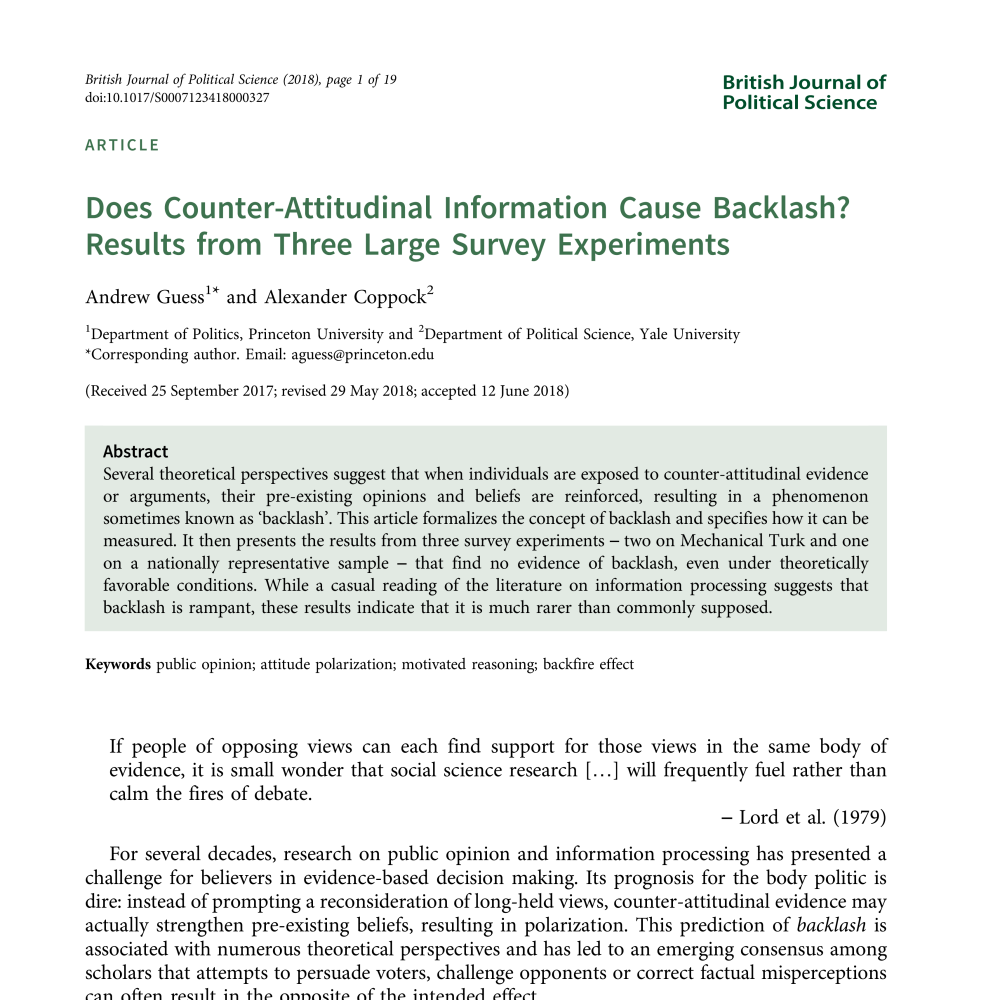 British Journal of Political Science (2018), page 1 of 19
doi:10.1017/S0007123418000327
British Journal of
Political Science
ARTICLE
Does Counter-Attitudinal Information Cause Backlash?
Results from Three Large Survey Experiments
Andrew Guess1* and Alexander Coppock2
1Department of Politics, Princeton University and 2Department of Political Science, Yale University
*Corresponding author. Email: aguess@princeton.edu
(Received 25 September 2017; revised 29 May 2018; accepted 12 June 2018)
Abstract
Several theoretical perspectives suggest that when individuals are exposed to counter-attitudinal evidence
or arguments, their pre-existing opinions and beliefs are reinforced, resulting in a phenomenon
sometimes known as ‘backlash’. This article formalizes the concept of backlash and specifies how it can be
measured. It then presents the results from three survey experiments – two on Mechanical Turk and one
on a nationally representative sample – that find no evidence of backlash, even under theoretically
favorable conditions. While a casual reading of the literature on information processing suggests that
backlash is rampant, these results indicate that it is much rarer than commonly supposed.
Keywords public opinion; attitude polarization; motivated reasoning; backfire effect
If people of opposing views can each find support for those views in the same body of
evidence, it is small wonder that social science research […] will frequently fuel rather than
calm the fires of debate.
– Lord et al. (1979)
For several decades, research on public opinion and information processing has presented a
challenge for believers in evidence-based decision making. Its prognosis for the body politic is
dire: instead of prompting a reconsideration of long-held views, counter-attitudinal evidence may
actually strengthen pre-existing beliefs, resulting in polarization. This prediction of backlash is
associated with numerous theoretical perspectives and has led to an emerging consensus among
scholars that attempts to persuade voters, challenge opponents or correct factual misperceptions
can often result in the opposite of the intended effect.